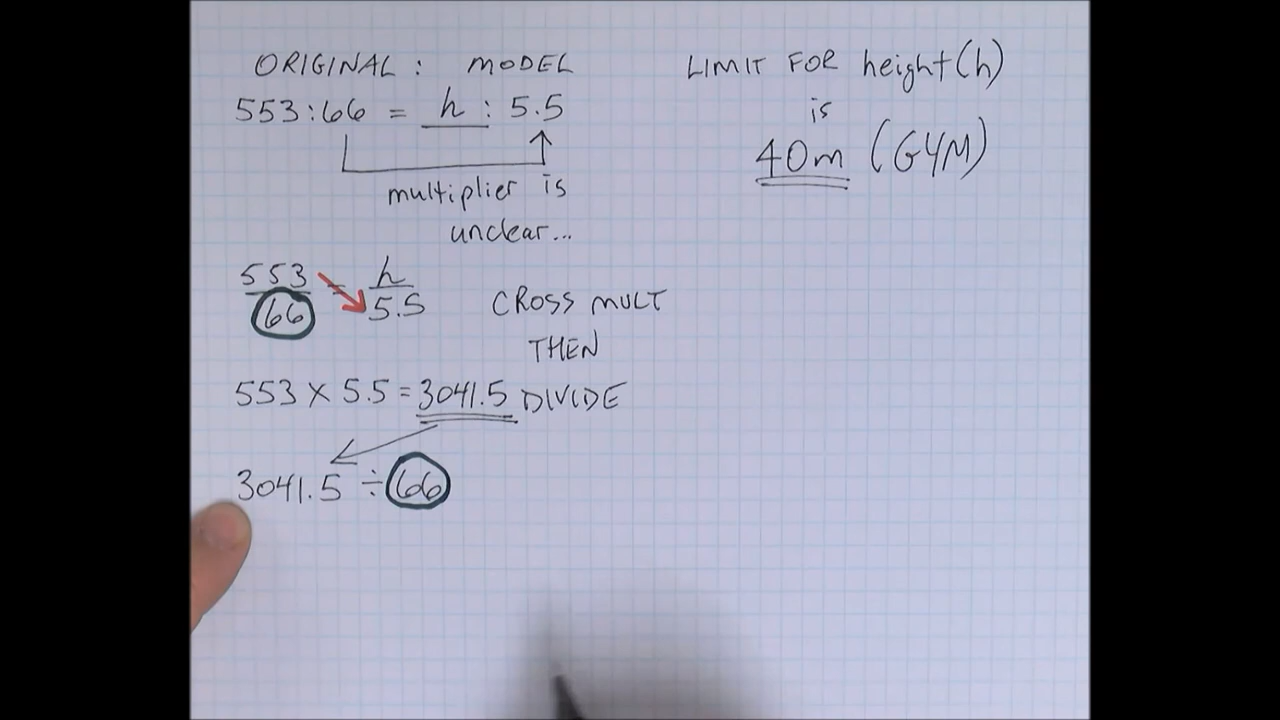 ORIGINAL : MODEL
553:66 = h : 5.5
multiplier is
unclear...
553/66 = h/5.5
CROSS MULT
THEN
553 × 5.5 = 3041.5 DIVIDE
3041.5 ÷ 66
LIMIT FOR height(h)
is
40m (GYM)